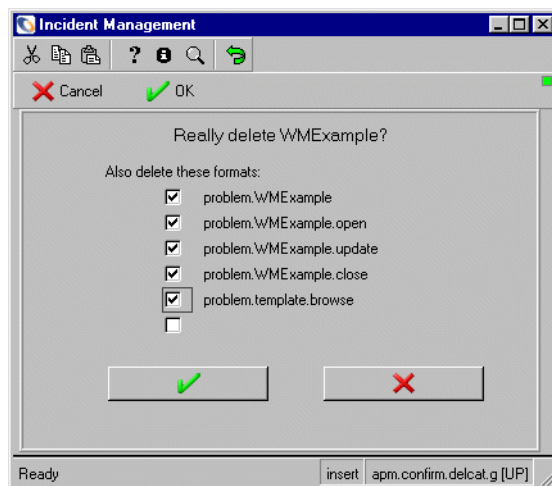 Incident Management
Cancel
OK
Really delete WMExample?
Also delete these formats:
problem.WMExample
problem.WMExample.open
problem.WMExample.update
problem.WMExample.close
problem.template.browse
Ready
insert
apm.confirm.delcat.g [UP]